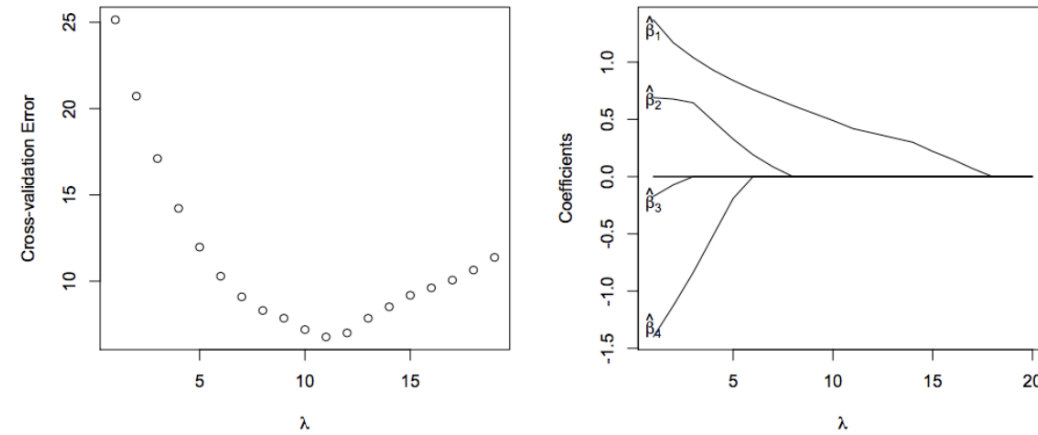 Cross-validation Error
25
20
15
10
5
10
15
λ
Coefficients
1.0
0.5
0.0
-0.5
-1.0
-1.5
β̂₁
β̂₂
β̂₃
β̂₄
5
10
15
20
λ